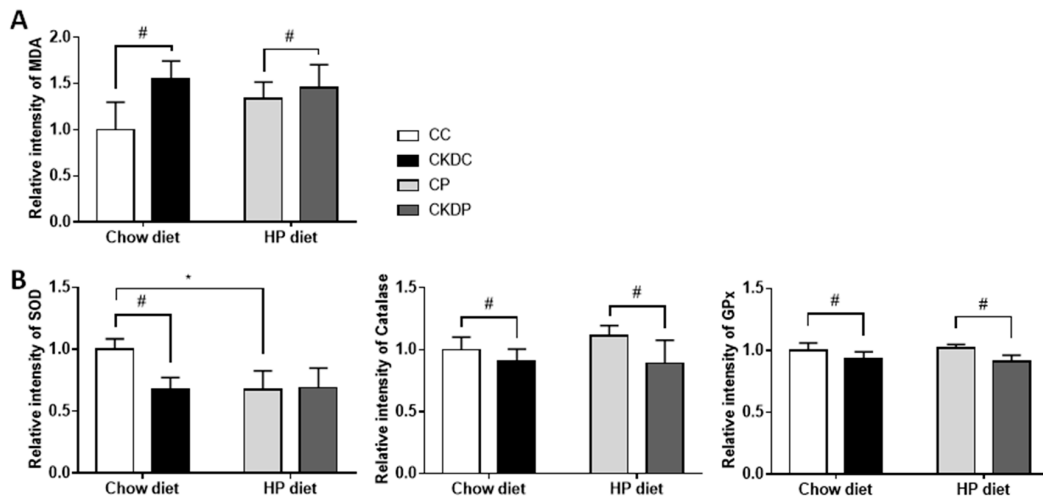 A
Relative intensity of MDA
2.0
1.5
1.0
0.5
0.0
#
#
Chow diet
HP diet
CC
CKDC
CP
CKDP
B
Relative intensity of SOD
1.5
1.0
0.5
0.0
*
#
Chow diet
HP diet
Relative intensity of Catalase
1.5
1.0
0.5
0.0
#
#
Chow diet
HP diet
Relative intensity of GPx
1.5
1.0
0.5
0.0
#
#
Chow diet
HP diet